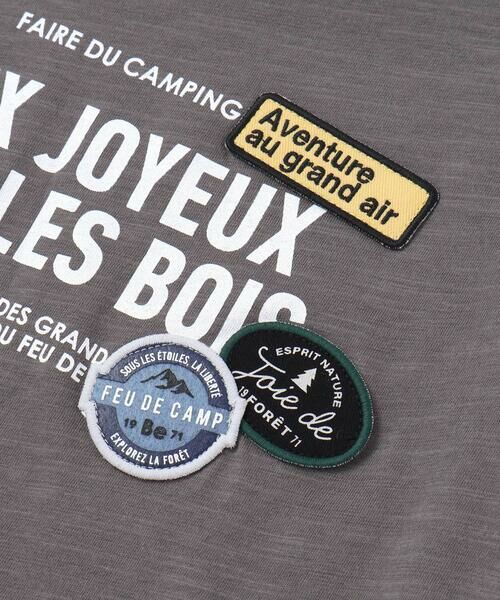 FAIRE DU CAMPING
X JOYEUX
LES BOIS
DES GRAND
DU FEU DE
Aventure
au grand air
SOUS LES ÉTOILES, LA LIBERTÉ
FEU DE CAMP
19 Be 71
EXPLOREZ LA FORÊT
ESPRIT NATURE
Joie de
19 FORÊT 71